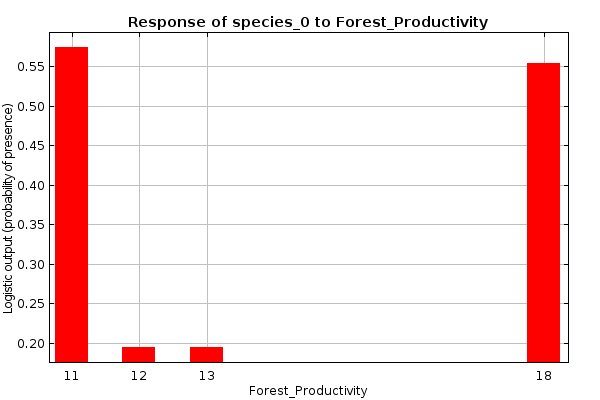 Response of species_0 to Forest_Productivity
Logistic output (probability of presence)
0.55
0.50
0.45
0.40
0.35
0.30
0.25
0.20
11 12 13 18
Forest_Productivity